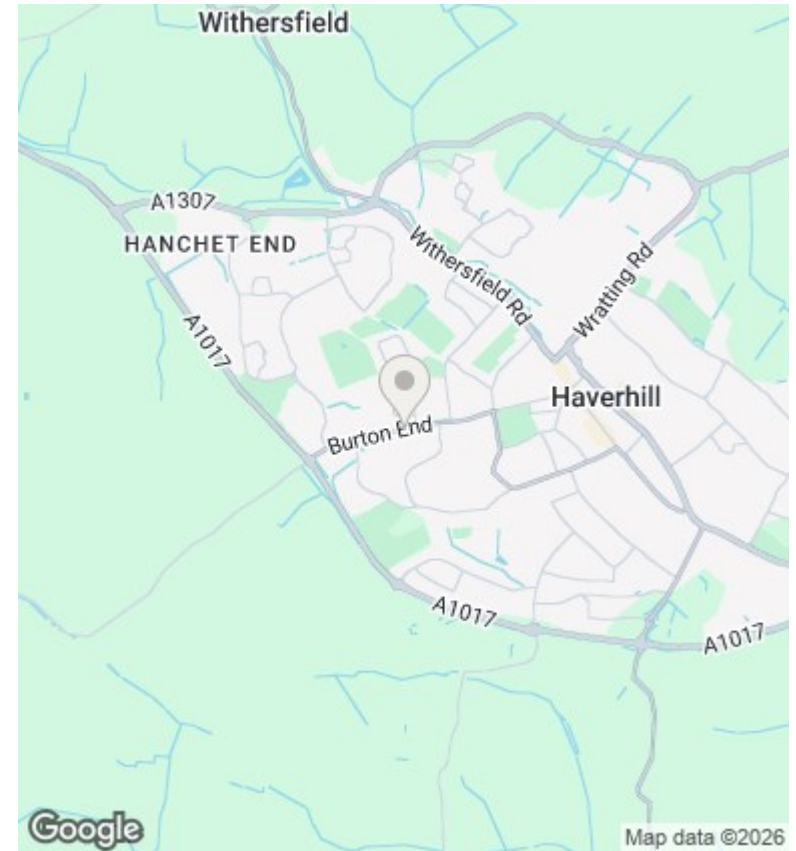 Withersfield
A1307
HANCHET END
Withersfield Rd
Wratting Rd
A1017
Haverhill
Burton End
A1017
A1017
Google
Map data ©2026